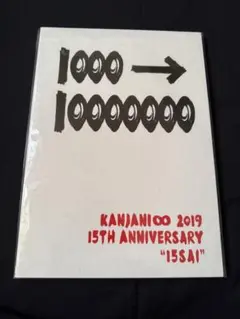 1000 →
10000000
KANJANI∞ 2019
15TH ANNIVERSARY
"15SAI"